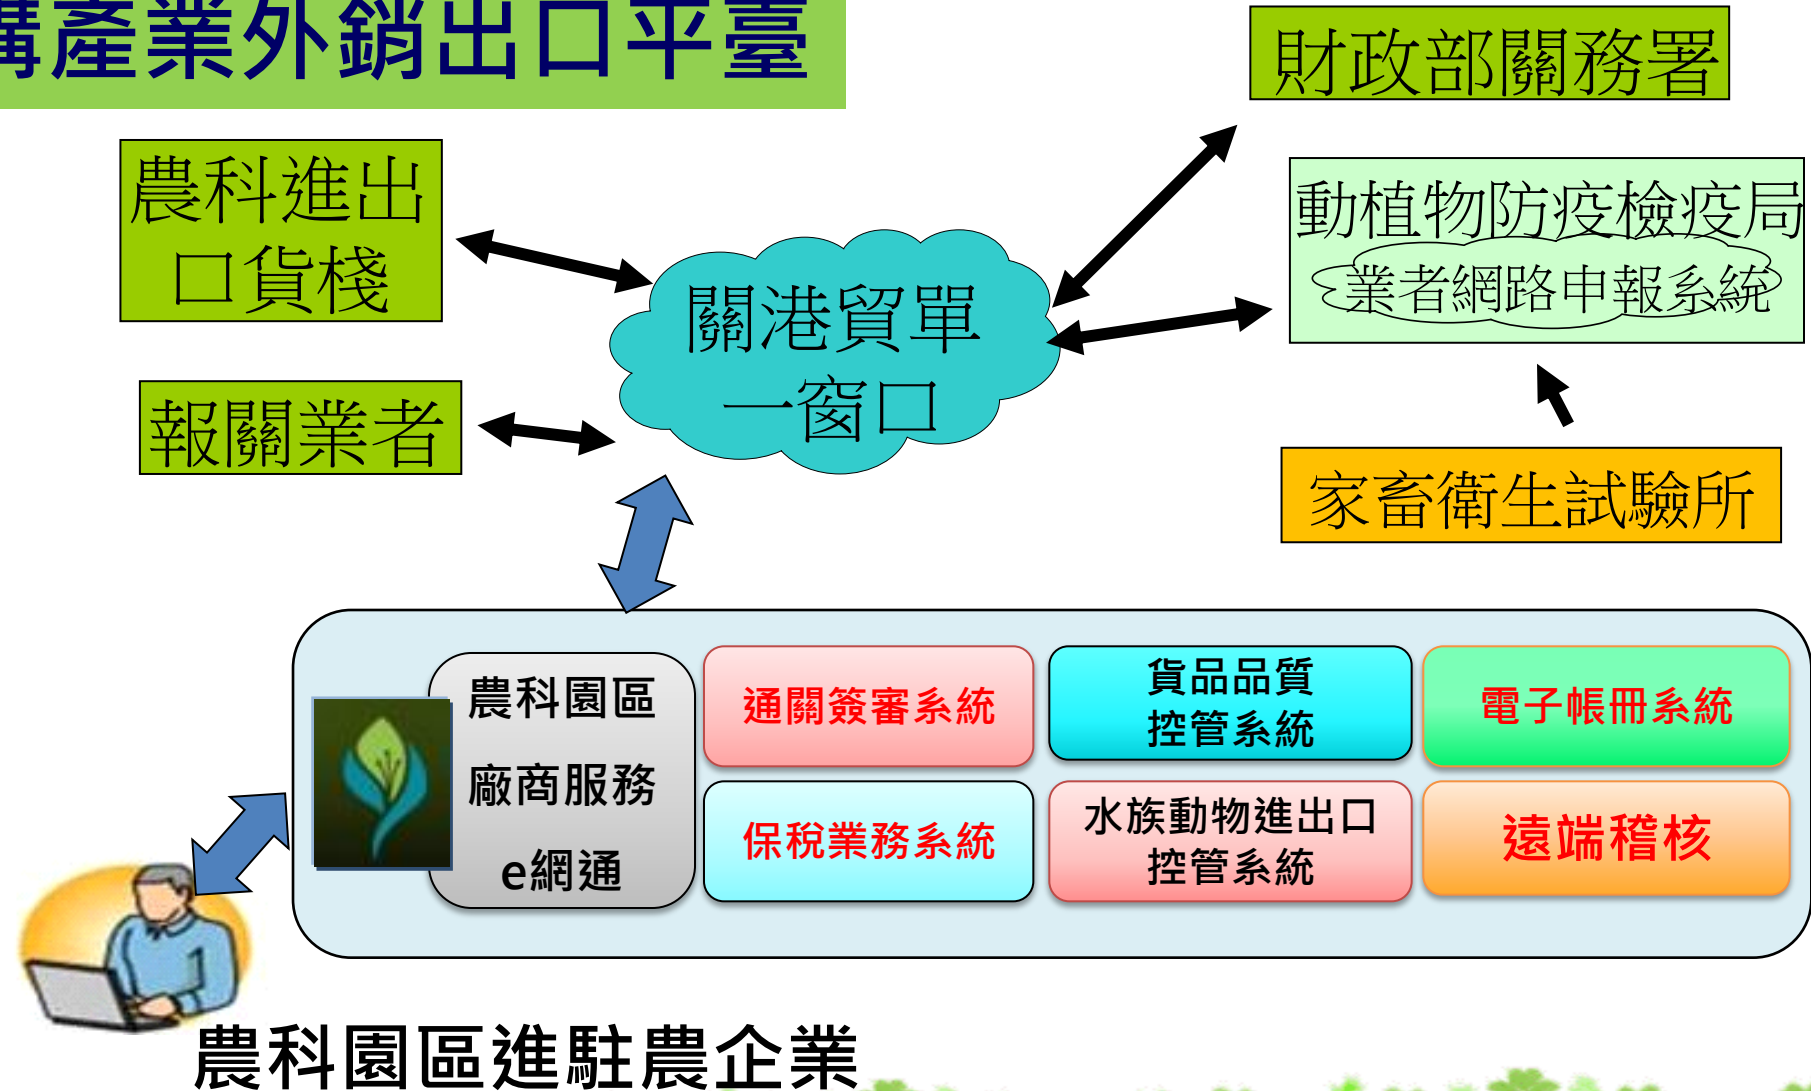 構產業外銷出口平臺
財政部關務署
農科進出
口貨棧
動植物防疫檢疫局
業者網路申報系統
關港貿單
一窗口
報關業者
家畜衛生試驗所
農科園區
廠商服務
e網通
通關簽審系統
貨品品質
控管系統
電子帳冊系統
保稅業務系統
水族動物進出口
控管系統
遠端稽核
農科園區進駐農企業